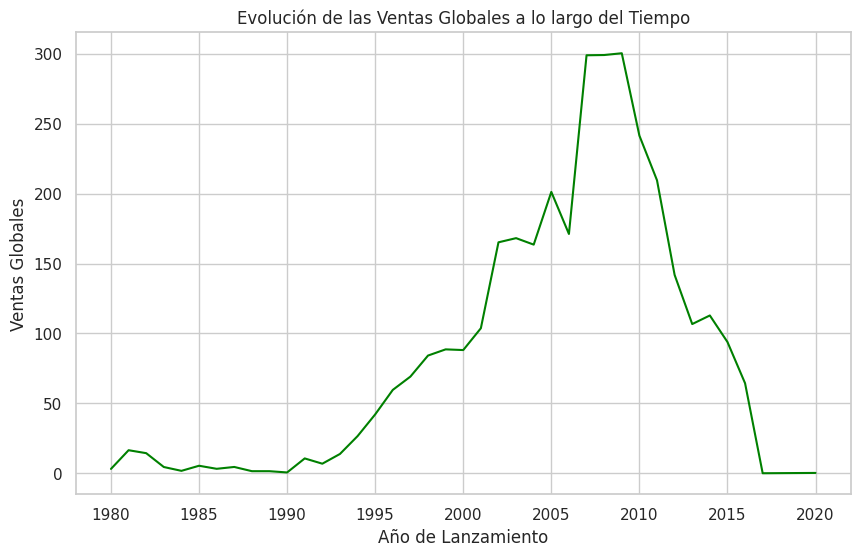 Evolución de las Ventas Globales a lo largo del Tiempo
Ventas Globales
300
250
200
150
100
50
0
1980 1985 1990 1995 2000 2005 2010 2015 2020
Año de Lanzamiento